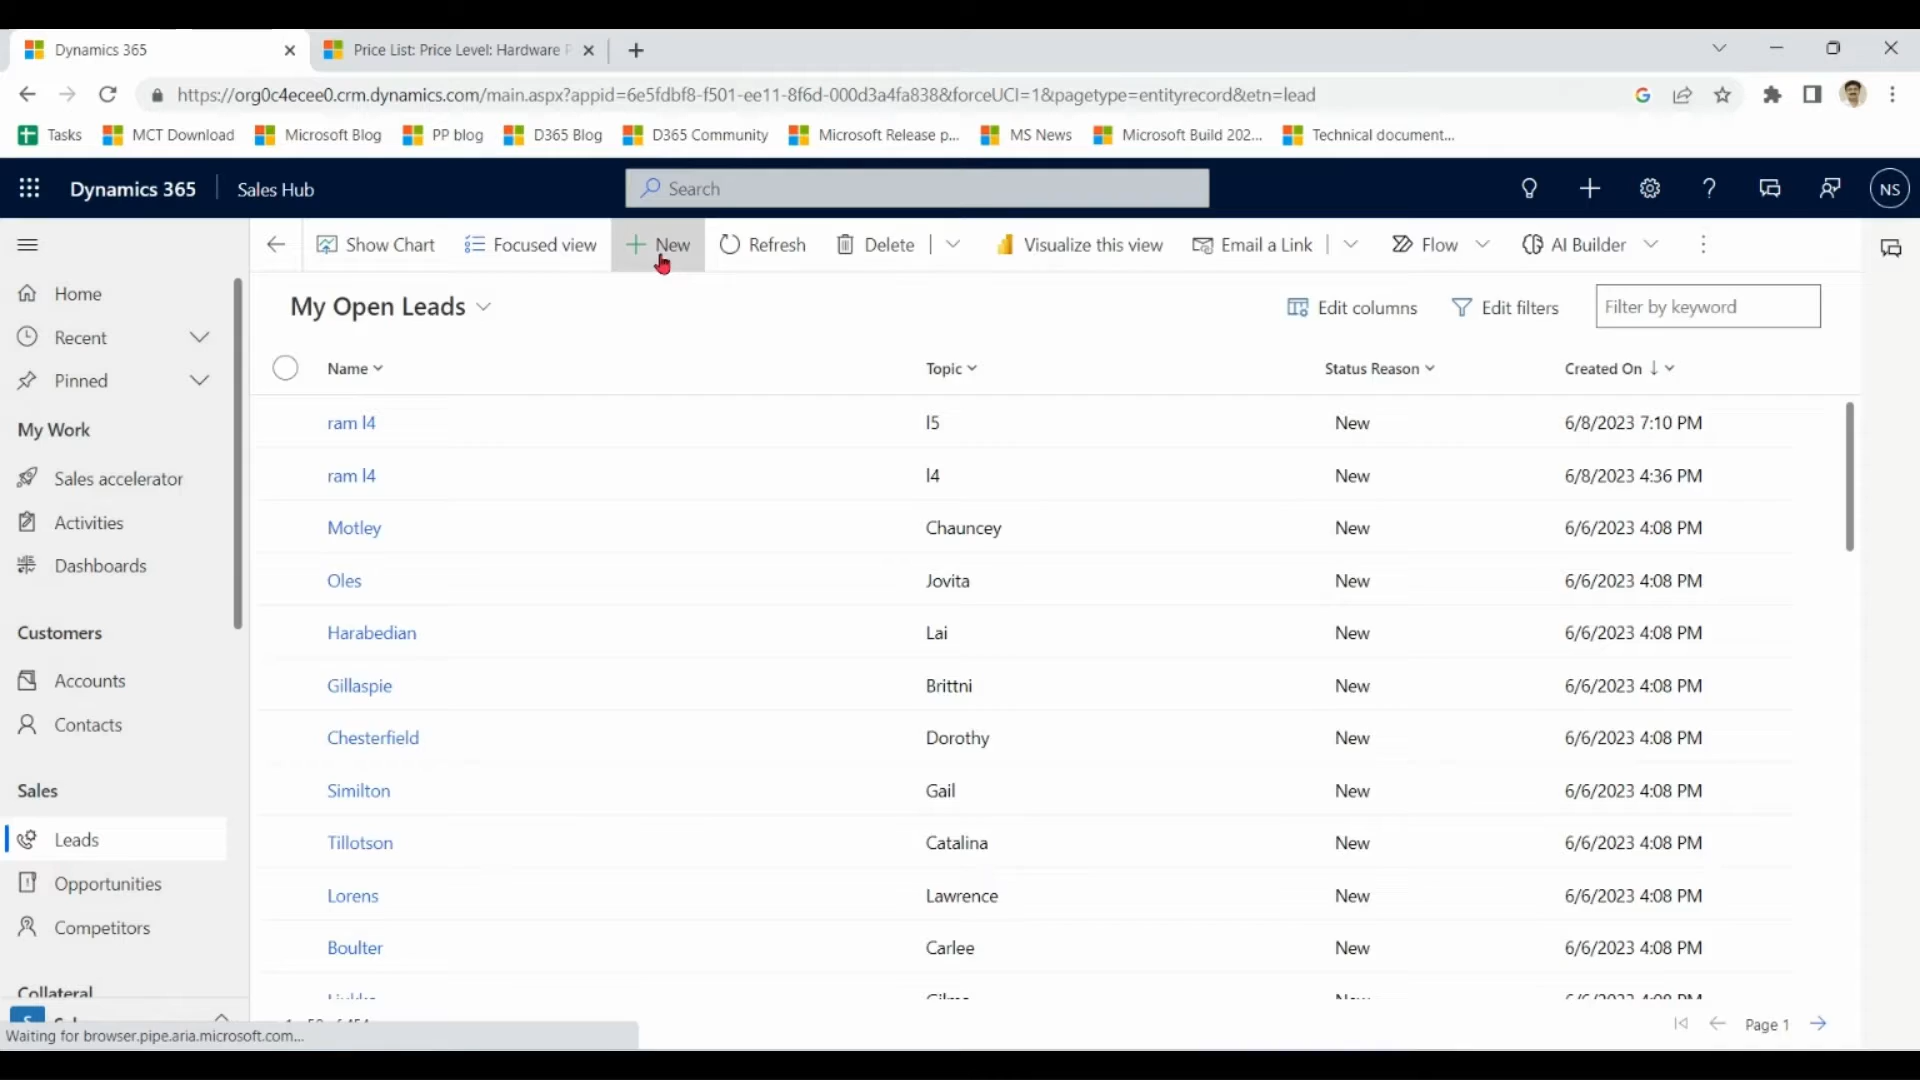 Dynamics 365
Price List: Price Level: Hardware
https://org0c4ecee0.crm.dynamics.com/main.aspx?appid=6e5fdbf8-f501-ee11-8f6d-000d3a4fa838&forceUCI=1&pagetype=entityrecord&etn=lead
Tasks
MCT Download
Microsoft Blog
PP blog
D365 Blog
D365 Community
Microsoft Release p...
MS News
Microsoft Build 202...
Technical document...
Dynamics 365
Sales Hub
Search
NS
Show Chart
Focused view
New
Refresh
Delete
Visualize this view
Email a Link
Flow
AI Builder
Home
Recent
Pinned
My Work
Sales accelerator
Activities
Dashboards
Customers
Accounts
Contacts
Sales
Leads
Opportunities
Competitors
Collateral
My Open Leads
Edit columns
Edit filters
Filter by keyword
Name Topic Status Reason Created On
ram l4 l5 New 6/8/2023 7:10 PM
ram l4 l4 New 6/8/2023 4:36 PM
Motley Chauncey New 6/6/2023 4:08 PM
Oles Jovita New 6/6/2023 4:08 PM
Harabedian Lai New 6/6/2023 4:08 PM
Gillaspie Brittni New 6/6/2023 4:08 PM
Chesterfield Dorothy New 6/6/2023 4:08 PM
Similton Gail New 6/6/2023 4:08 PM
Tillotson Catalina New 6/6/2023 4:08 PM
Lorens Lawrence New 6/6/2023 4:08 PM
Boulter Carlee New 6/6/2023 4:08 PM
Page 1
Waiting for browser.pipe.aria.microsoft.com...